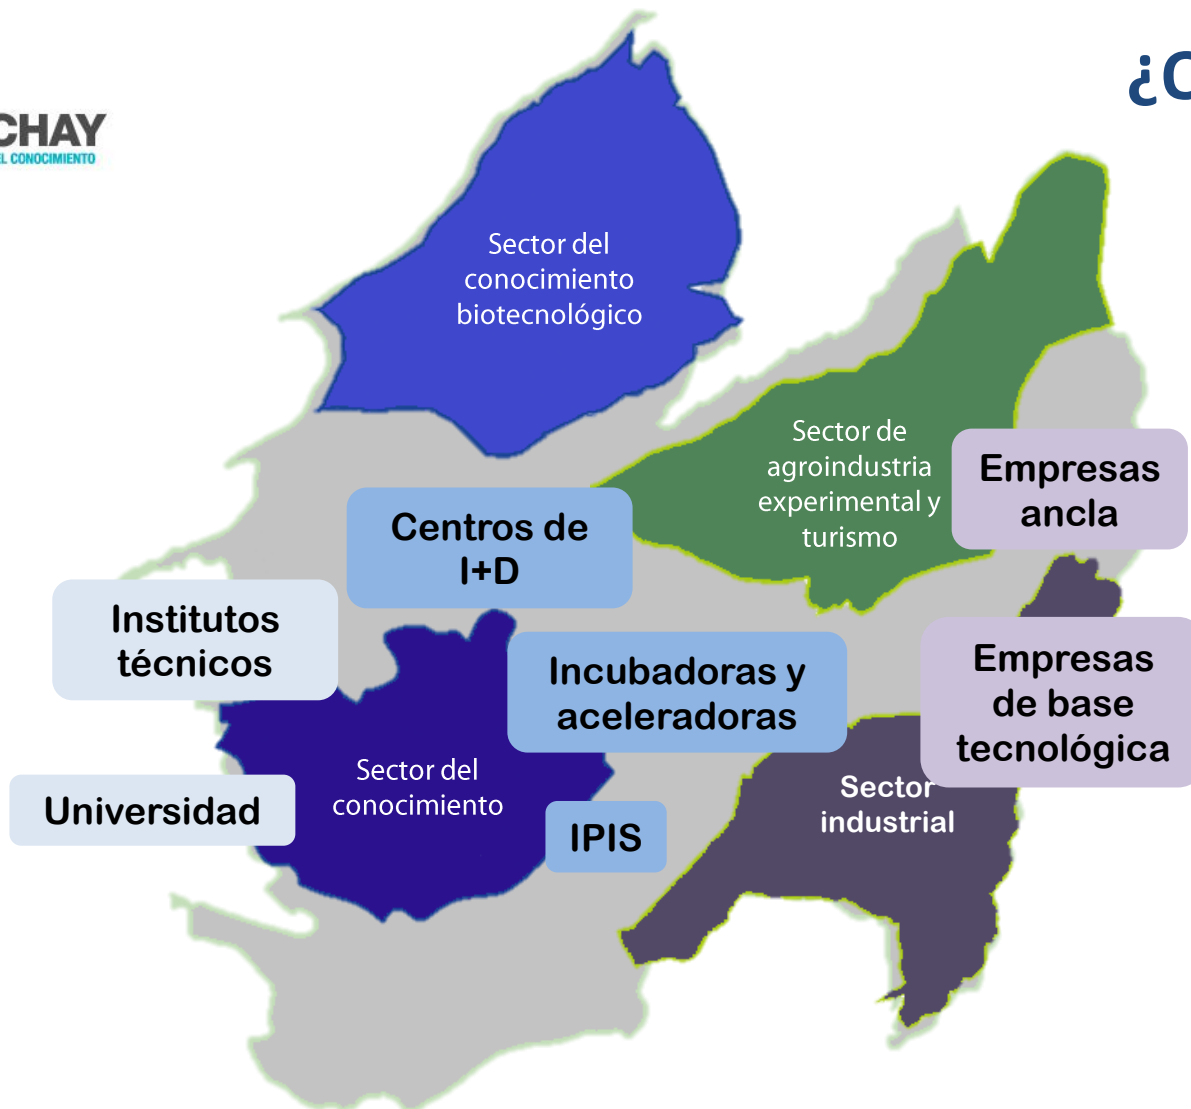 ¿C
CHAY
EL CONOCIMIENTO
Sector del
conocimiento
biotecnológico
Sector de
agroindustria
experimental y
turismo
Empresas
ancla
Centros de
I+D
Institutos
técnicos
Incubadoras y
aceleradoras
Empresas
de base
tecnológica
Sector del
conocimiento
Universidad
IPIS
Sector
industrial